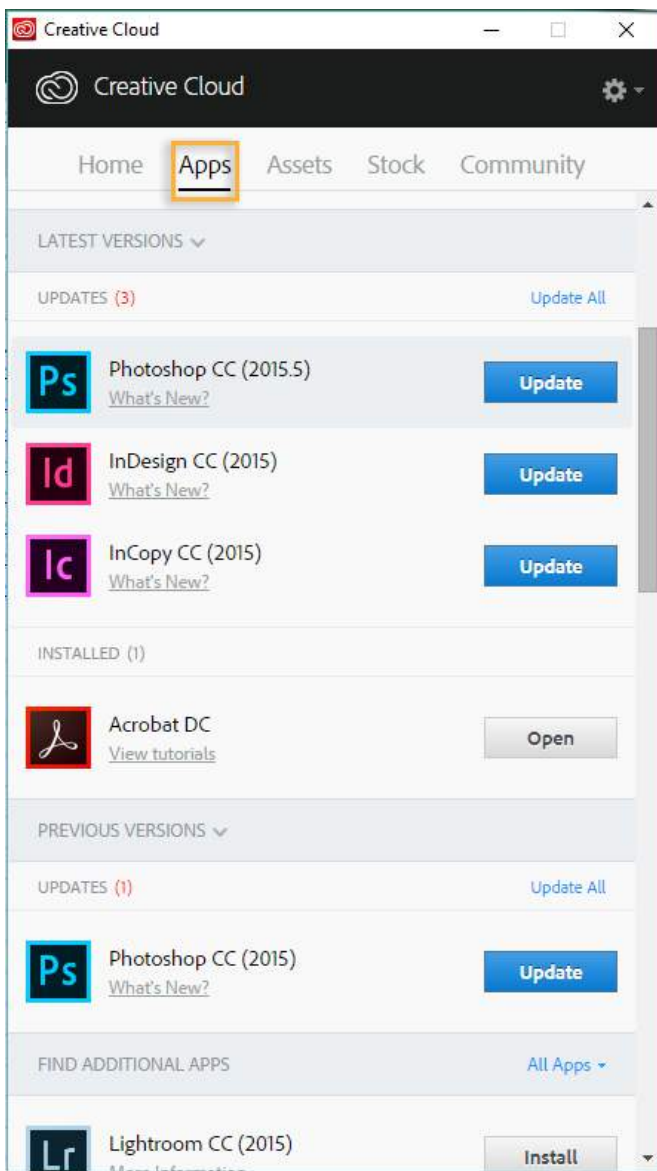 Creative Cloud
Creative Cloud
Home Apps Assets Stock Community
LATEST VERSIONS
UPDATES (3) Update All
Ps Photoshop CC (2015.5) Update
What's New?
Id InDesign CC (2015) Update
What's New?
Ic InCopy CC (2015) Update
What's New?
INSTALLED (1)
Acrobat DC Open
View tutorials
PREVIOUS VERSIONS
UPDATES (1) Update All
Ps Photoshop CC (2015) Update
What's New?
FIND ADDITIONAL APPS All Apps
Lr Lightroom CC (2015) Install
More Information